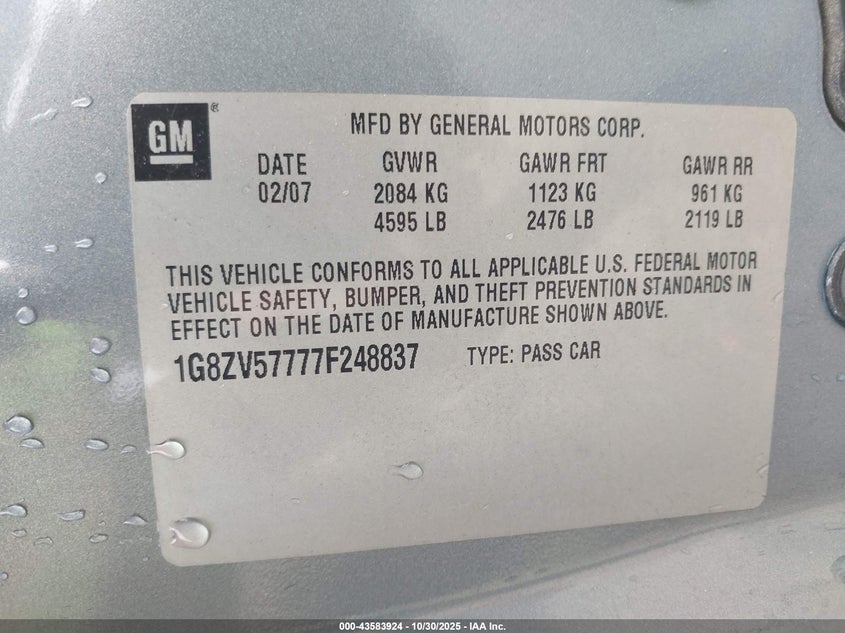 GM ®
MFD BY GENERAL MOTORS CORP.
DATE GVWR GAWR FRT GAWR RR
02/07 2084 KG 1123 KG 961 KG
4595 LB 2476 LB 2119 LB
THIS VEHICLE CONFORMS TO ALL APPLICABLE U.S. FEDERAL MOTOR
VEHICLE SAFETY, BUMPER, AND THEFT PREVENTION STANDARDS IN
EFFECT ON THE DATE OF MANUFACTURE SHOWN ABOVE.
1G8ZV57777F248837 TYPE: PASS CAR
000-43583924 | 10/30/2025 - IAA Inc.